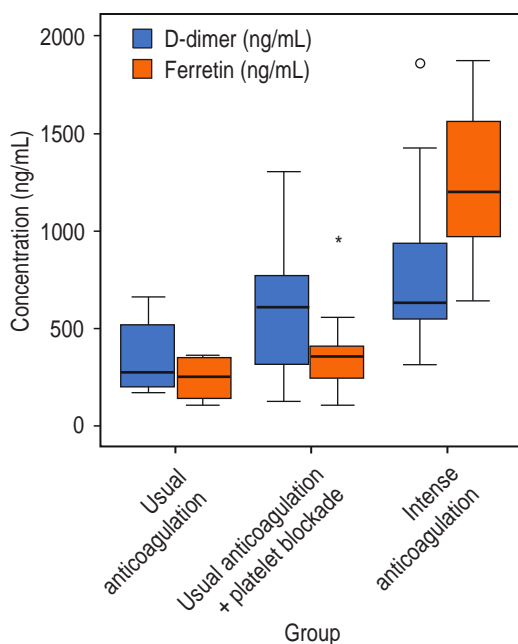 2000
1500
1000
500
0
Concentration (ng/mL)
D-dimer (ng/mL)
Ferretin (ng/mL)
*
Usual
anticoagulation
Usual anticoagulation
+ platelet blockade
Intense
anticoagulation
Group